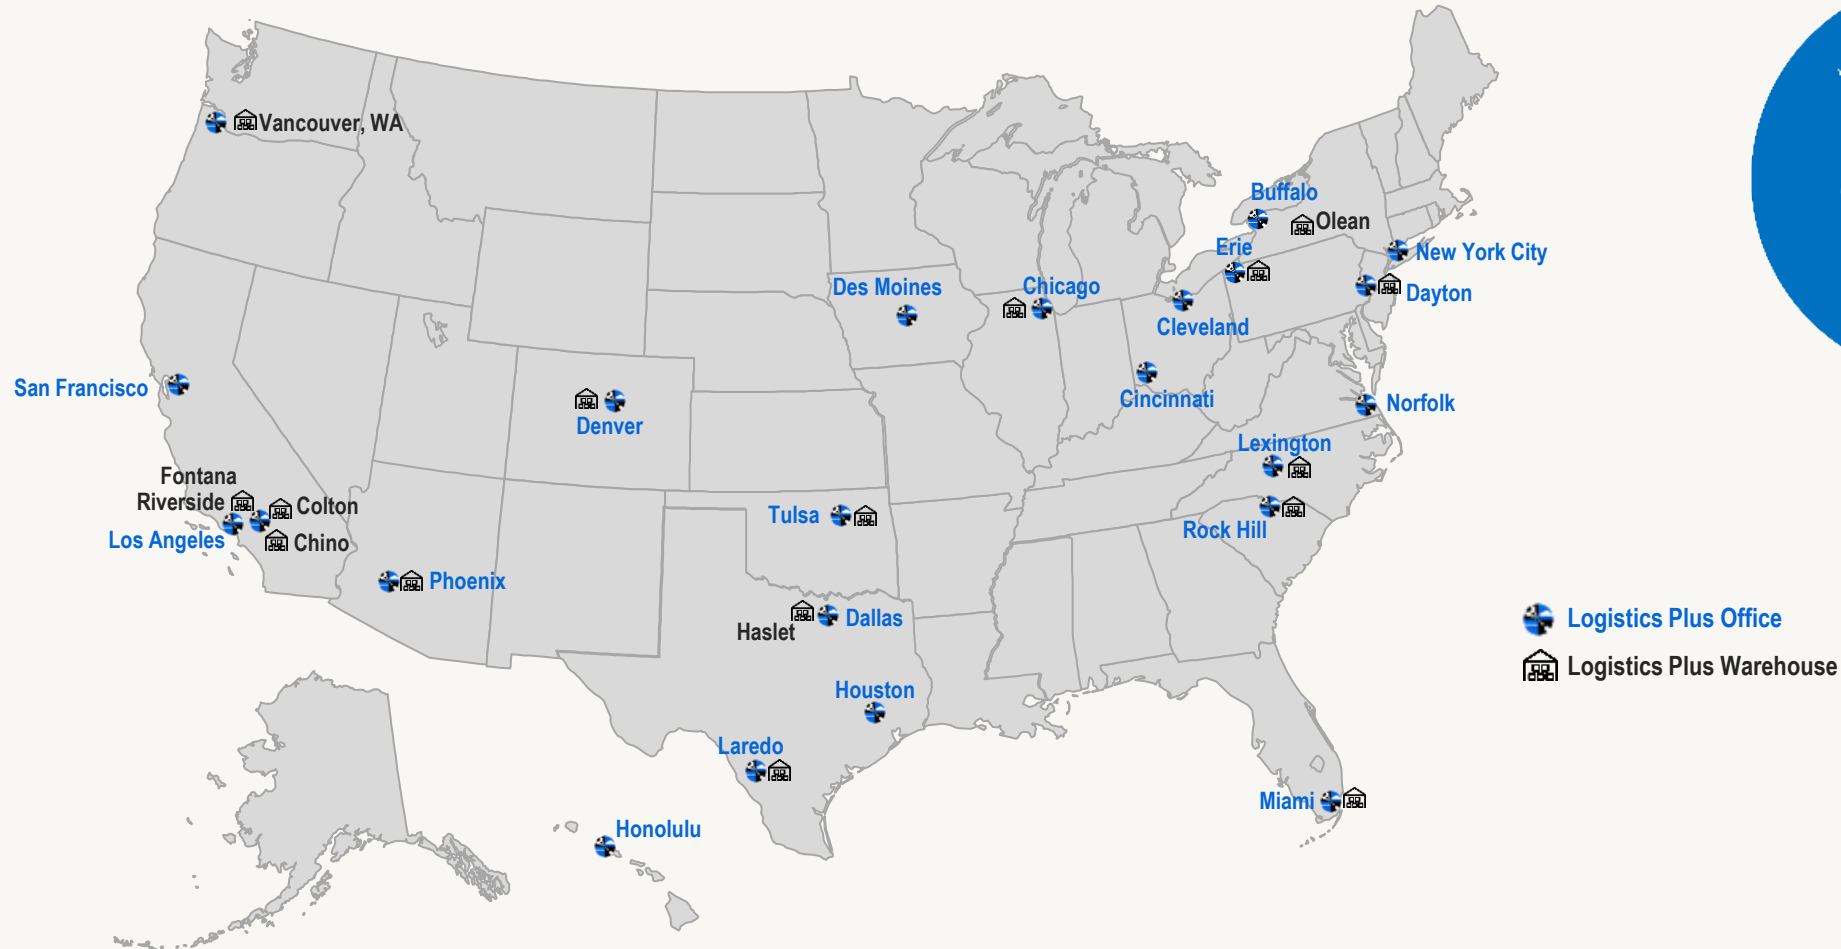 Vancouver, WA
Buffalo
Olean
Erie
New York City
Des Moines
Chicago
Dayton
Cleveland
San Francisco
Cincinnati
Norfolk
Denver
Lexington
Fontana
Riverside
Colton
Tulsa
Rock Hill
Los Angeles
Chino
Phoenix
Dallas
Haslet
Logistics Plus Office
Logistics Plus Warehouse
Houston
Laredo
Miami
Honolulu